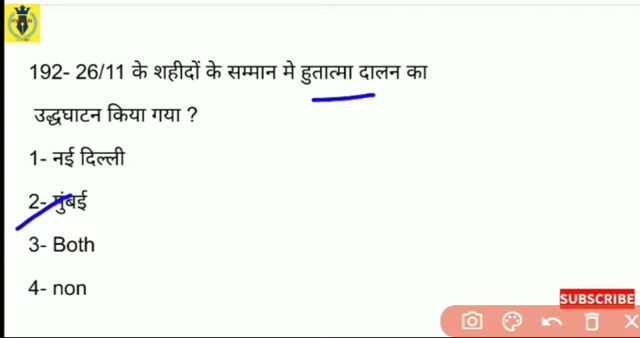 192- 26/11 के शहीदों के सम्मान मे हुतात्मा दालन का
उद्धघाटन किया गया ?
1- नई दिल्ली
2- मुंबई
3- Both
4- non
SUBSCRIBE